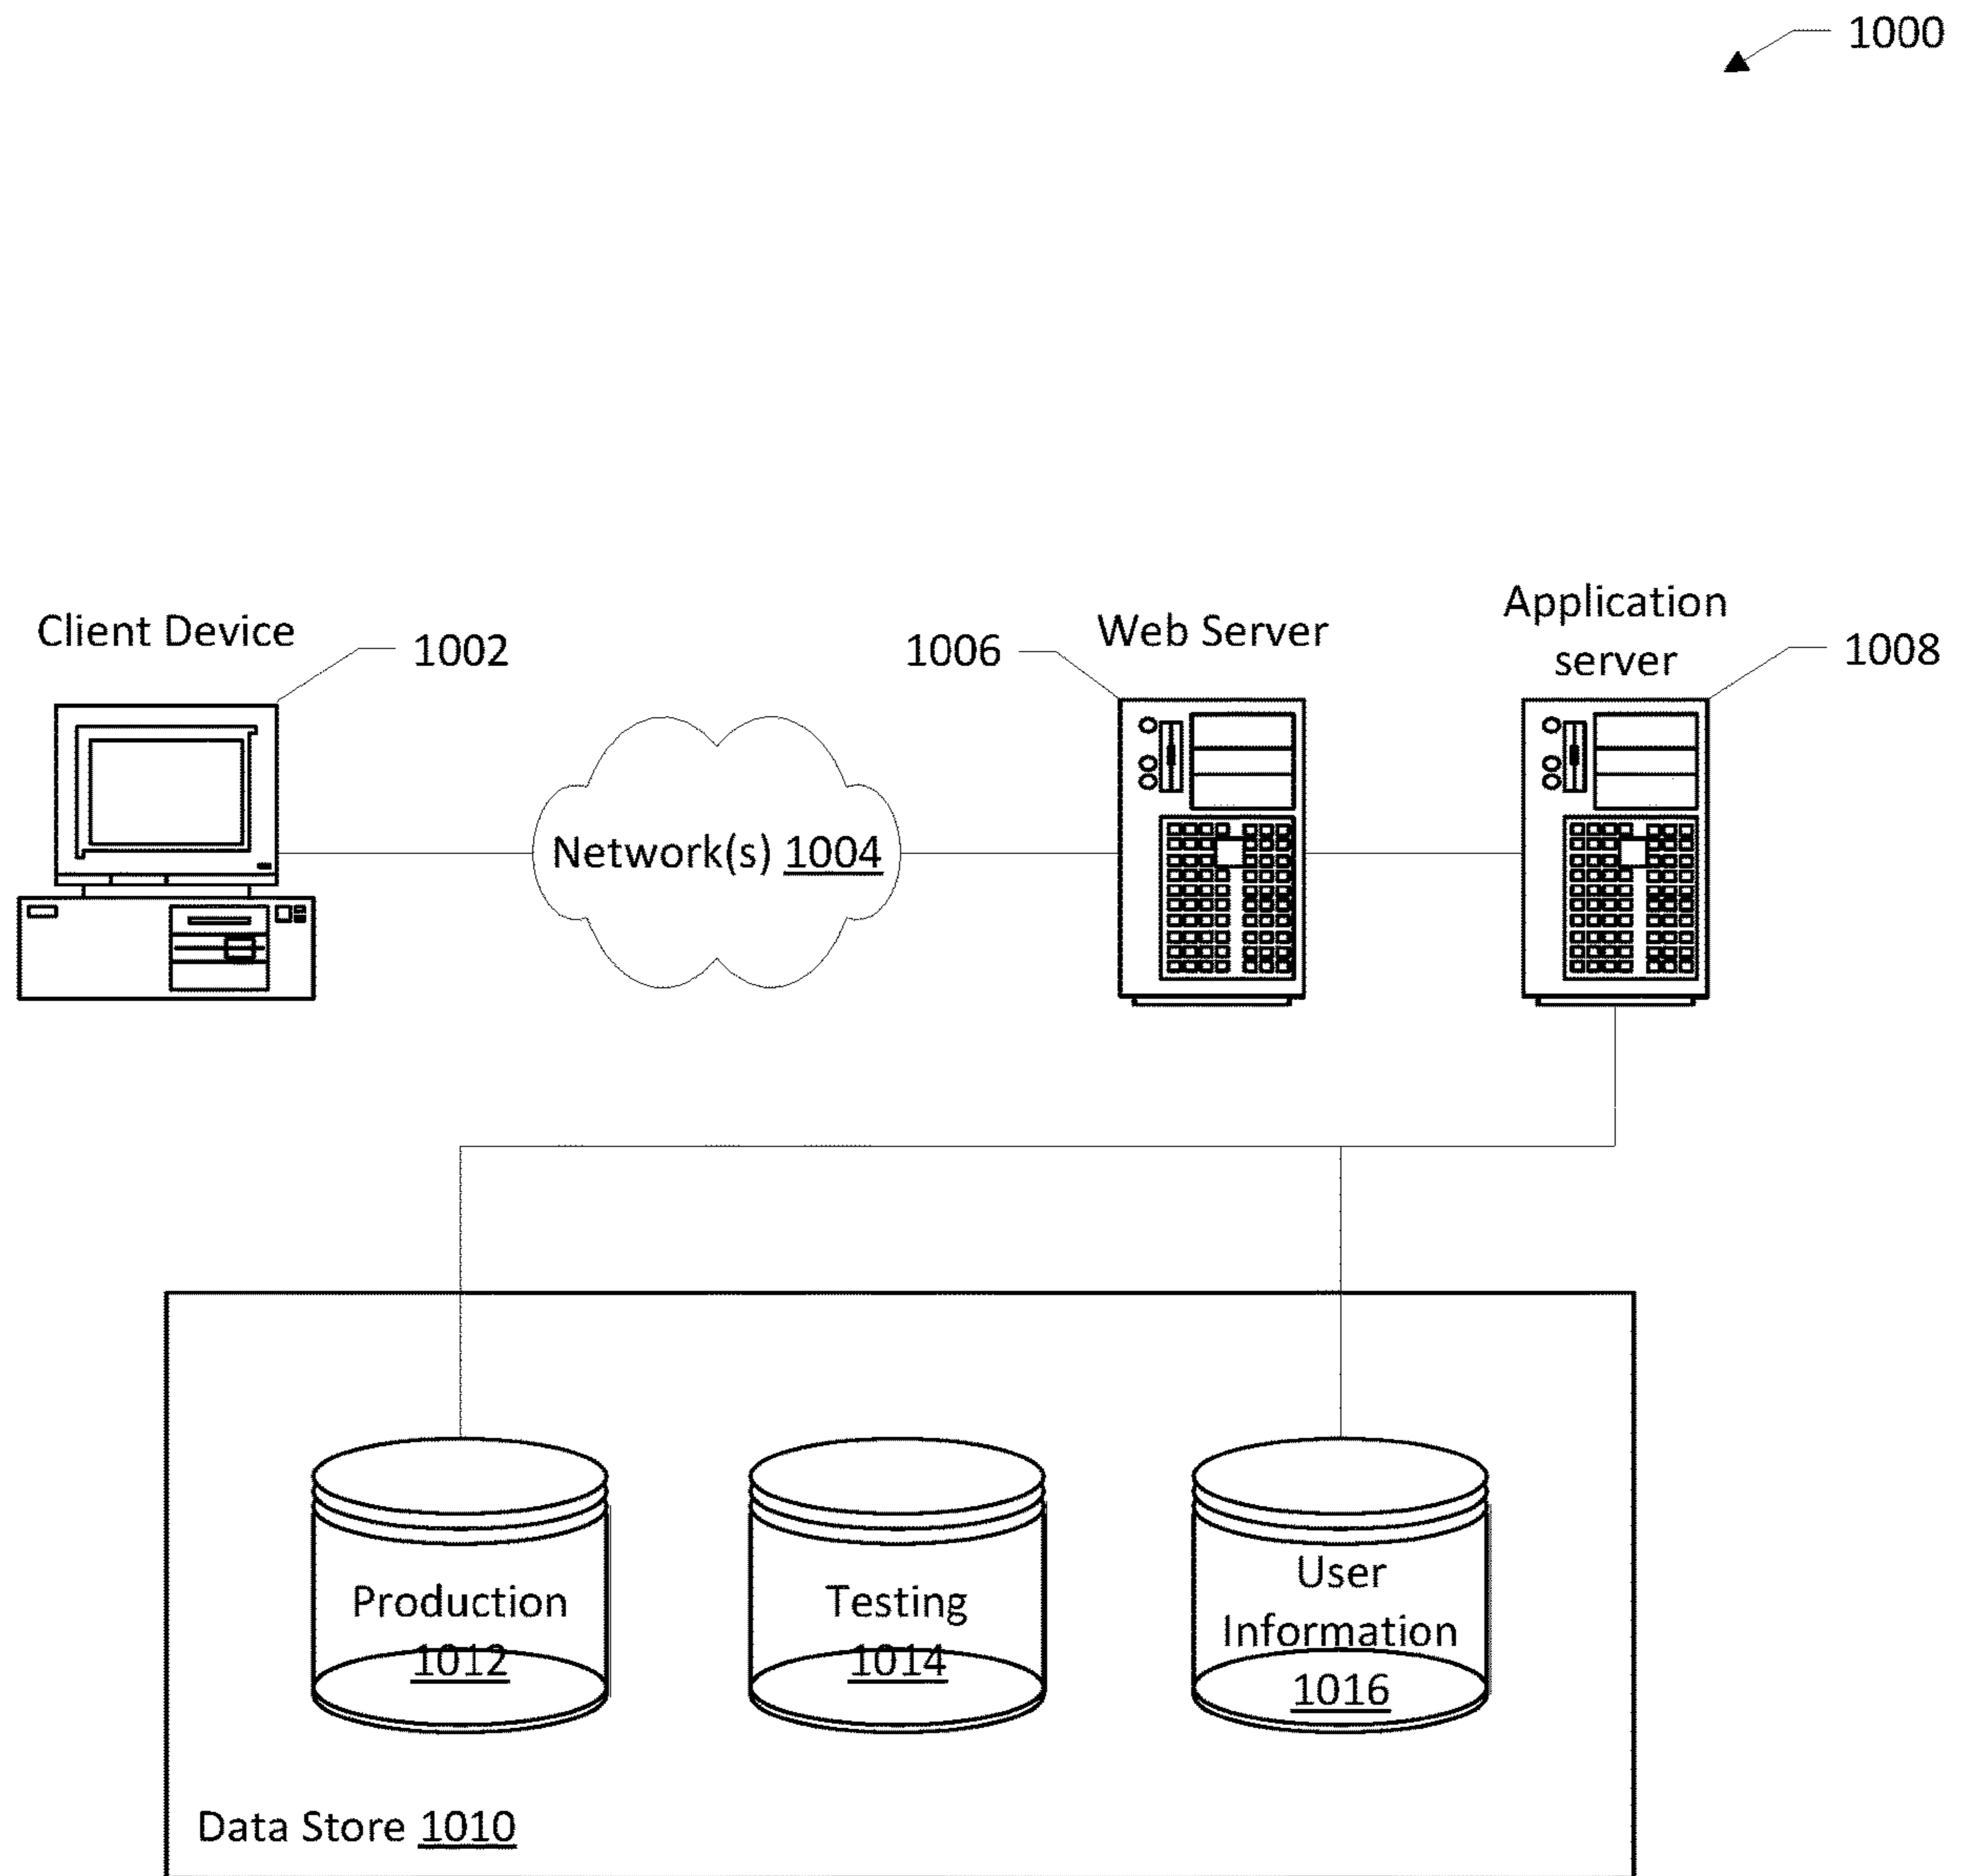 1000
Client Device
1002
1006
Web Server
Application
server
1008
Network(s) 1004
Production
1012
Testing
1014
User
Information
1016
Data Store 1010